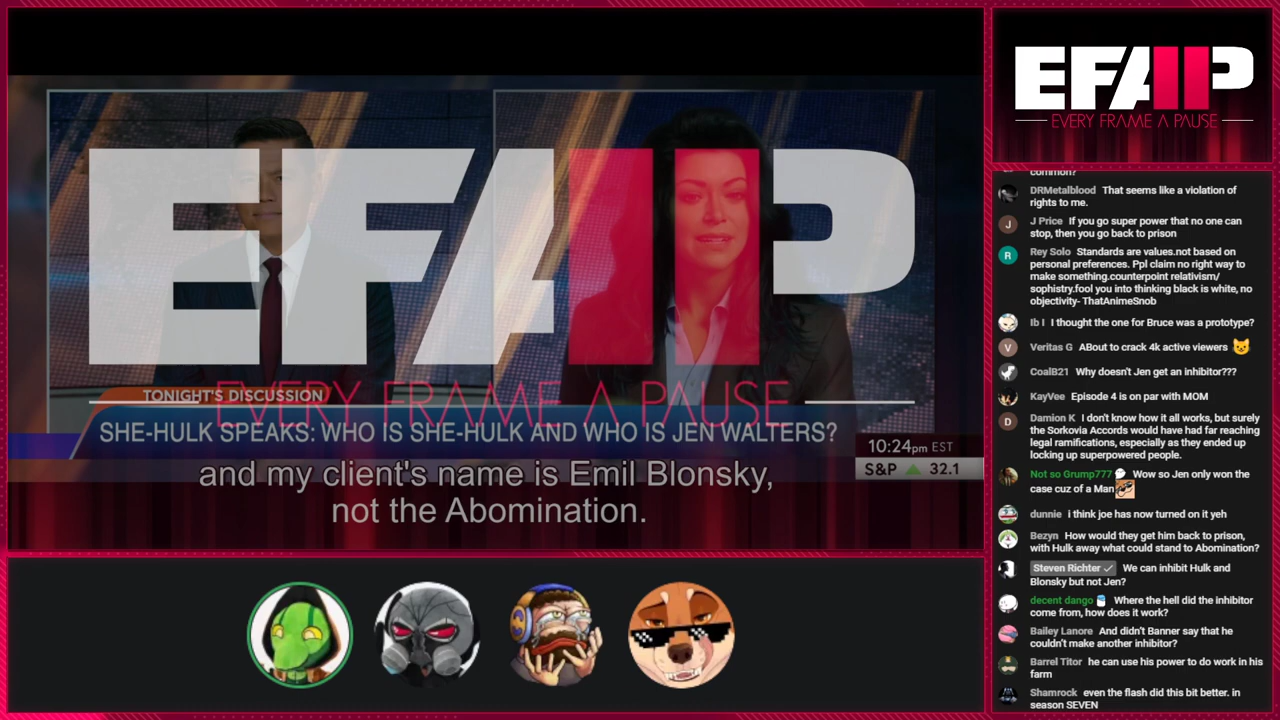 EFAP
EVERY FRAME A PAUSE
TONIGHT'S DISCUSSION
SHE-HULK SPEAKS: WHO IS SHE-HULK AND WHO IS JEN WALTERS?
10:24pm EST
S&P 32.1
and my client's name is Emil Blonsky,
not the Abomination.
EFAP
EVERY FRAME A PAUSE
common?
DRMetalblood That seems like a violation of
rights to me.
J Price If you go super power that no one can
stop, then you go back to prison
Rey Solo Standards are values.not based on
personal preferences. Ppl claim no right way to
make something.counterpoint relativism/
sophistry.fool you into thinking black is white, no
objectivity- ThatAnimeSnob
Ib I I thought the one for Bruce was a prototype?
Veritas G ABout to crack 4k active viewers
CoalB21 Why doesn't Jen get an inhibitor???
KayVee Episode 4 is on par with MOM
Damion K I don't know how it all works, but surely
the Sorkovia Accords would have had far reaching
legal ramifications, especially as they ended up
locking up superpowered people.
Not so Grump777 Wow so Jen only won the
case cuz of a Man
dunnie i think joe has now turned on it yeh
Bezyn How would they get him back to prison,
with Hulk away what could stand to Abomination?
Steven Richter ✓ We can inhibit Hulk and
Blonsky but not Jen?
decent dango Where the hell did the inhibitor
come from, how does it work?
Bailey Lanore And didn't Banner say that he
couldn't make another inhibitor?
Barrel Titor he can use his power to do work in his
farm
Shamrock even the flash did this bit better. in
season SEVEN